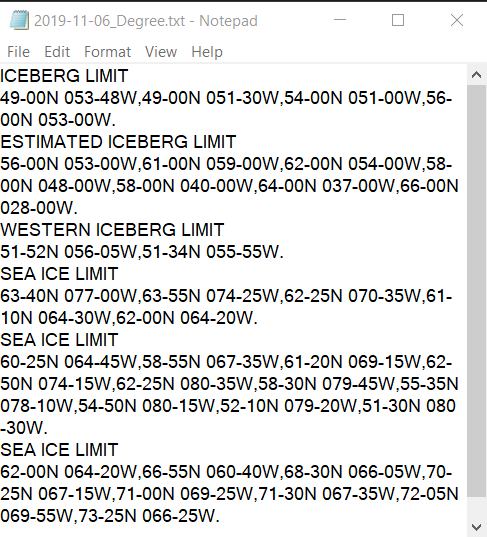 2019-11-06_Degree.txt - Notepad
File Edit Format View Help
ICEBERG LIMIT
49-00N 053-48W,49-00N 051-30W,54-00N 051-00W,56-
00N 053-00W.
ESTIMATED ICEBERG LIMIT
56-00N 053-00W,61-00N 059-00W,62-00N 054-00W,58-
00N 048-00W,58-00N 040-00W,64-00N 037-00W,66-00N
028-00W.
WESTERN ICEBERG LIMIT
51-52N 056-05W,51-34N 055-55W.
SEA ICE LIMIT
63-40N 077-00W,63-55N 074-25W,62-25N 070-35W,61-
10N 064-30W,62-00N 064-20W.
SEA ICE LIMIT
60-25N 064-45W,58-55N 067-35W,61-20N 069-15W,62-
50N 074-15W,62-25N 080-35W,58-30N 079-45W,55-35N
078-10W,54-50N 080-15W,52-10N 079-20W,51-30N 080
-30W.
SEA ICE LIMIT
62-00N 064-20W,66-55N 060-40W,68-30N 066-05W,70-
25N 067-15W,71-00N 069-25W,71-30N 067-35W,72-05N
069-55W,73-25N 066-25W.